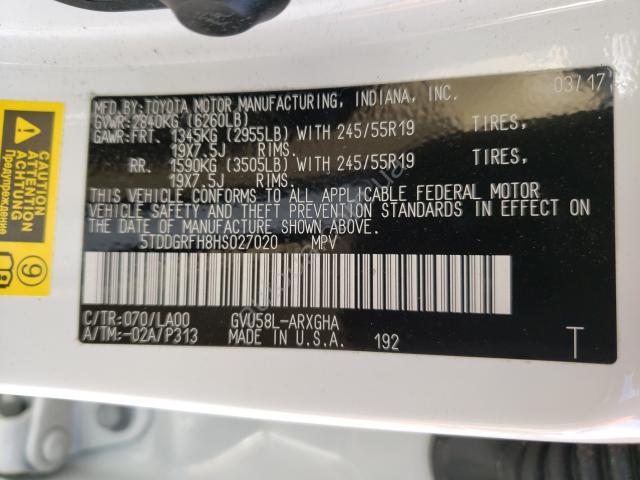 MFD.BY:TOYOTA MOTOR MANUFACTURING, INDIANA, INC. 03/17
GVWR:2840KG (6260LB)
GAWR:FRT. 1345KG (2955LB) WITH 245/55R19 TIRES,
19X7.5J RIMS.
RR. 1590KG (3505LB) WITH 245/55R19 TIRES,
19X7.5J RIMS.
THIS VEHICLE CONFORMS TO ALL APPLICABLE FEDERAL MOTOR
VEHICLE SAFETY AND THEFT PREVENTION STANDARDS IN EFFECT ON
THE DATE OF MANUFACTURE SHOWN ABOVE.
5TDDGRFH8HS027020 MPV
C/TR:070/LA00 GVU58L-ARXGHA
A/TM:-02A/P313 MADE IN U.S.A. 192 T
ACHTUNG
ATTENTION
Предупреждение
9